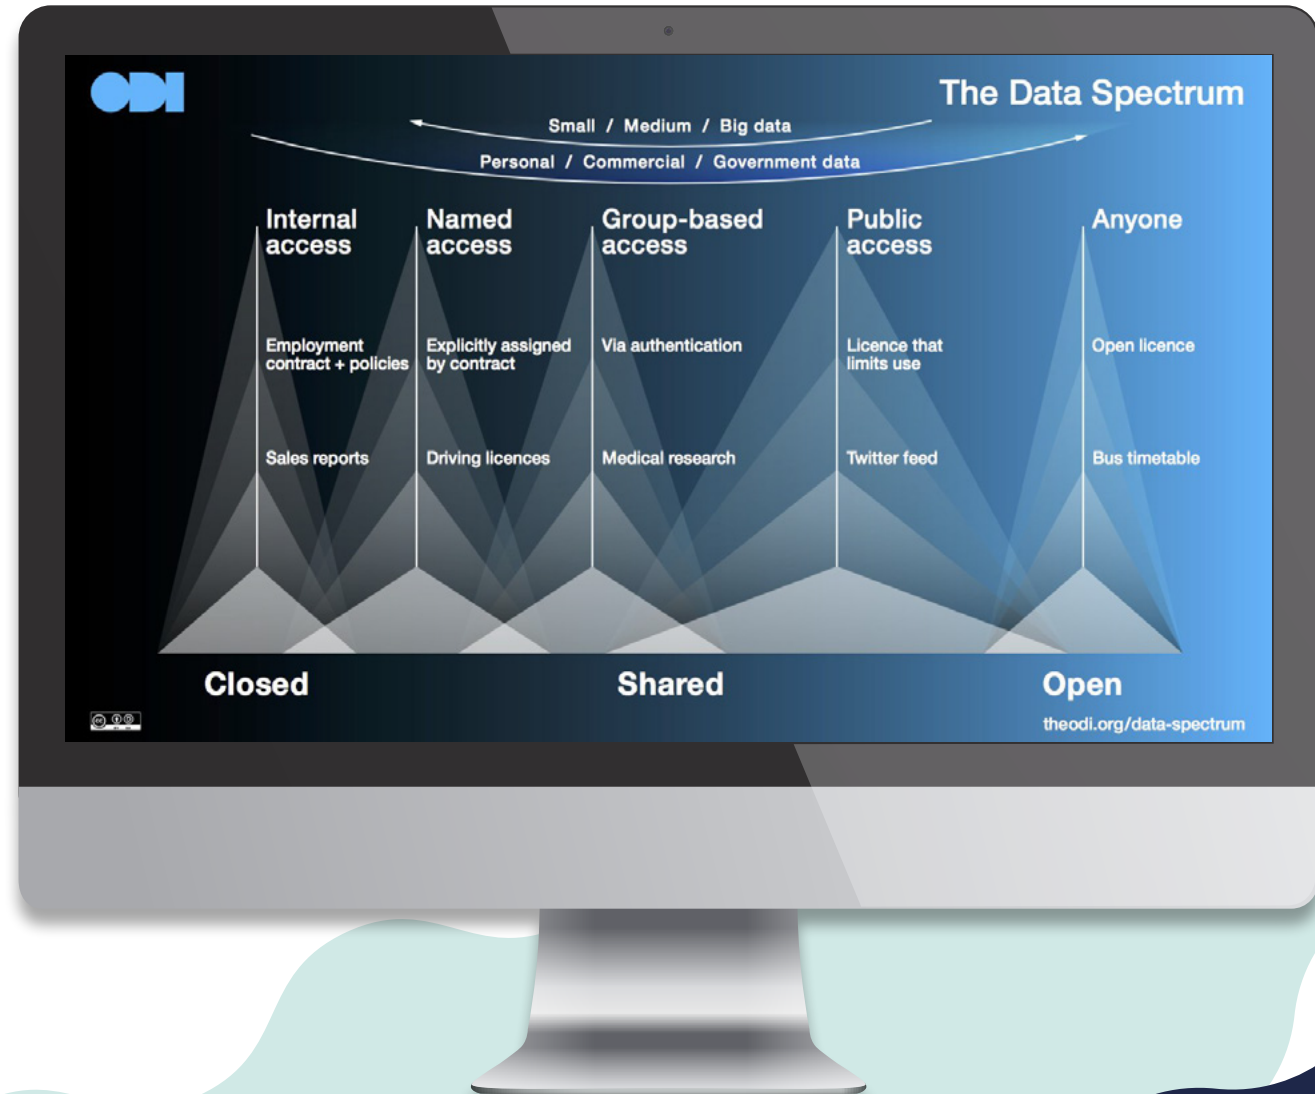 ODI
The Data Spectrum
Small / Medium / Big data
Personal / Commercial / Government data
Internal
access
Named
access
Group-based
access
Public
access
Anyone
Employment
contract + policies
Explicitly assigned
by contract
Via authentication
Licence that
limits use
Open licence
Sales reports
Driving licences
Medical research
Twitter feed
Bus timetable
Closed
Shared
Open
theodi.org/data-spectrum